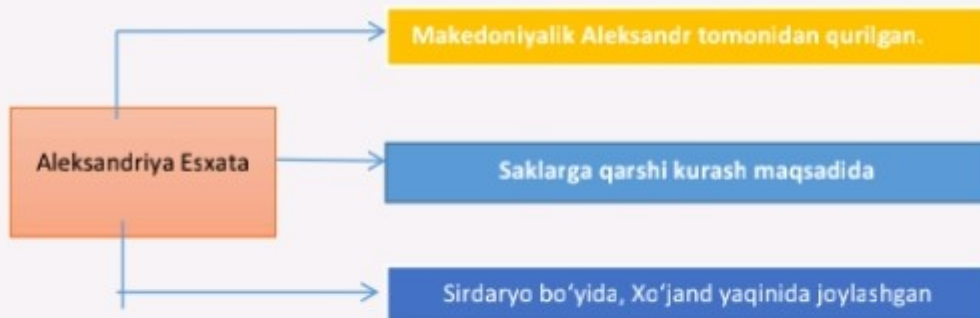 Makedoniyalik Aleksandr tomonidan qurilgan.
Aleksandriya Esxata
Saklarga qarshi kurash maqsadida
Sirdaryo bo‘yida, Xo‘jand yaqinida joylashgan